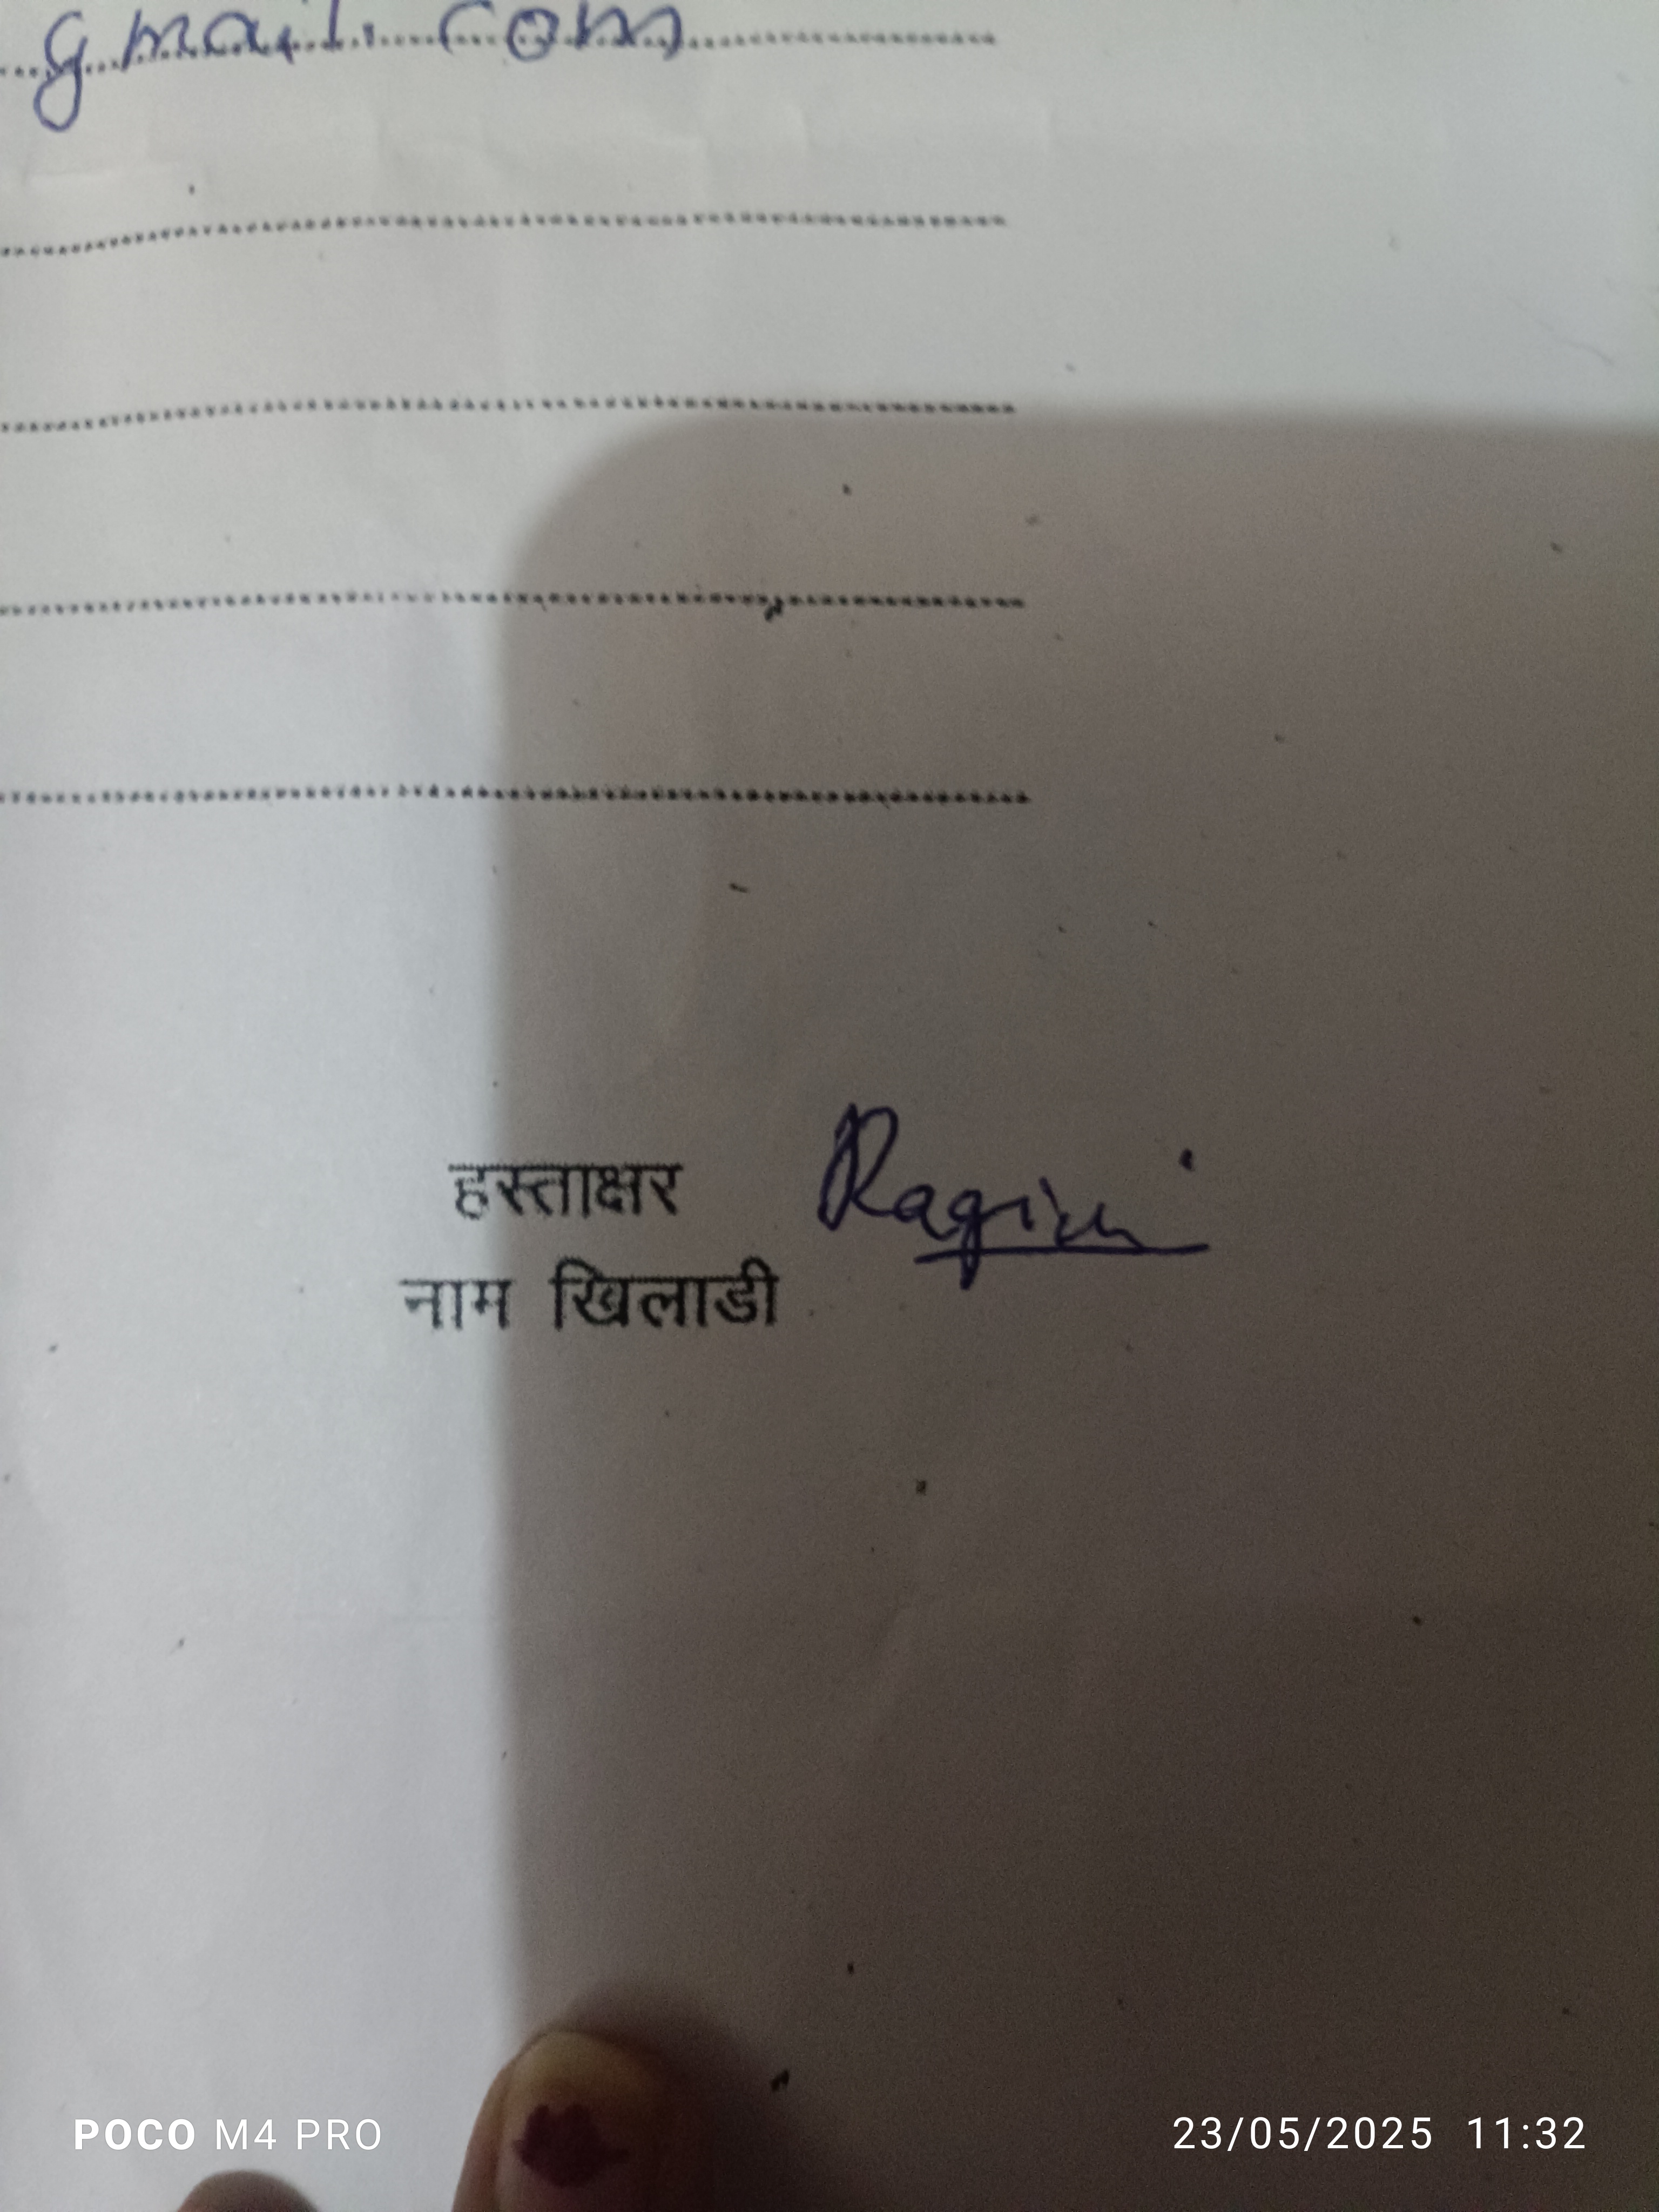 gmail.com
हस्ताक्षर Ragini
नाम खिलाडी
POCO M4 PRO
23/05/2025 11:32